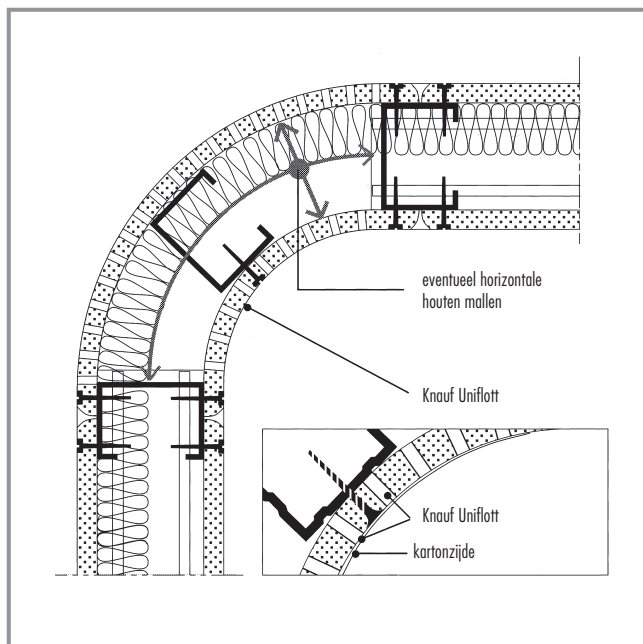 eventueel horizontale
houten mallen
Knauf Uniflott
Knauf Uniflott
kartonzijde